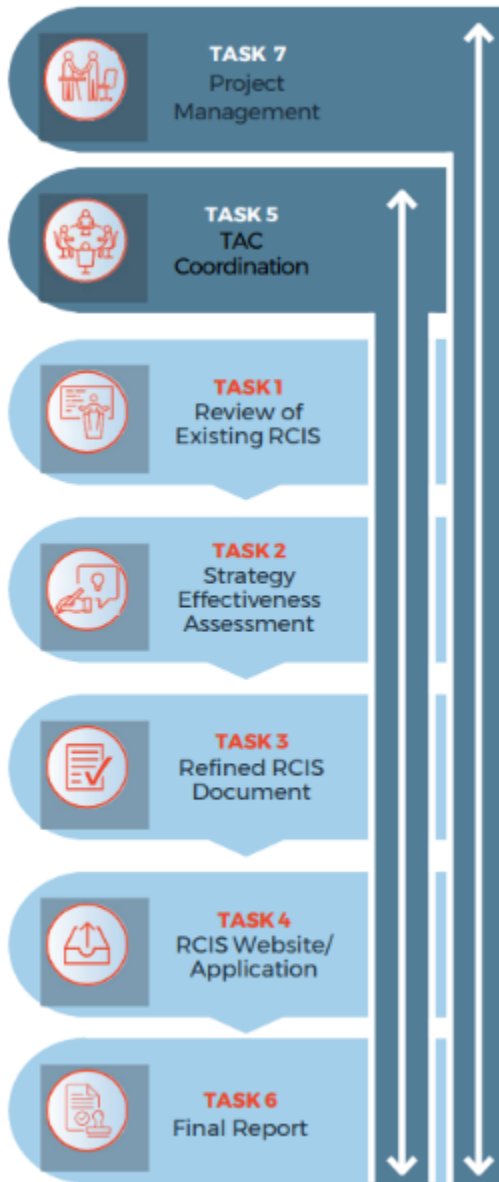 TASK 7
Project
Management
TASK 5
TAC
Coordination
TASK 1
Review of
Existing RCIS
TASK 2
Strategy
Effectiveness
Assessment
TASK 3
Refined RCIS
Document
TASK 4
RCIS Website/
Application
TASK 6
Final Report